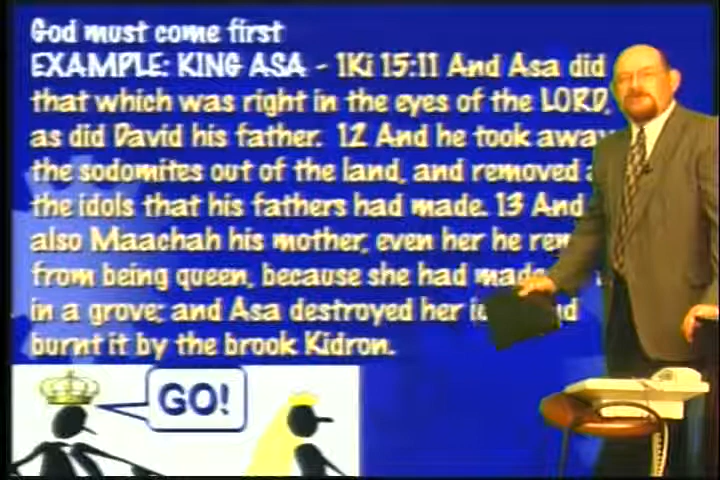 God must come first
EXAMPLE: KING ASA - 1Ki 15:11 And Asa did
that which was right in the eyes of the LORD,
as did David his father. 12 And he took away
the sodomites out of the land, and removed
the idols that his fathers had made. 13 And
also Maachah his mother, even her he
from being queen, because she had made
in a grove; and Asa destroyed her
burnt it by the brook Kidron.
GO!